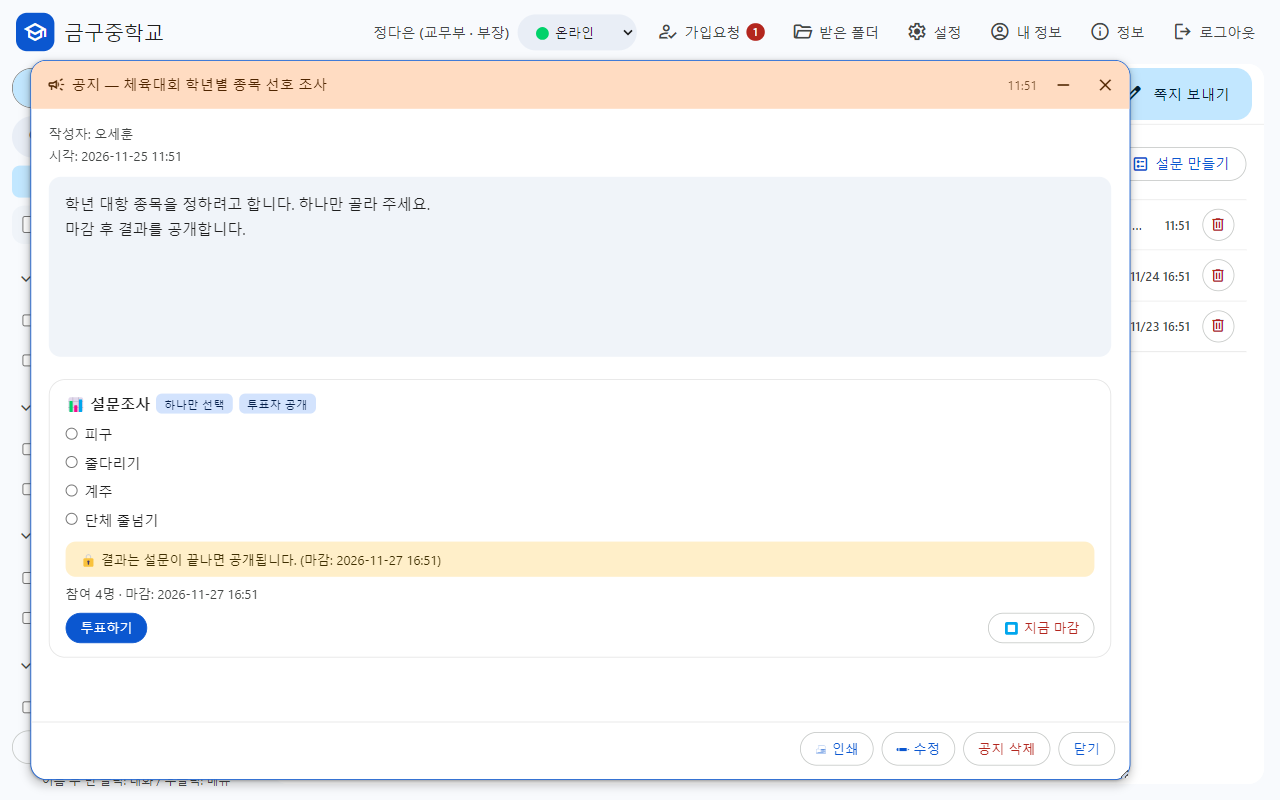 금구중학교
정다은 (교무부 · 부장)
온라인
가입요청 1
받은 폴더
설정
내 정보
정보
로그아웃
공지 — 체육대회 학년별 종목 선호 조사
11:51
쪽지 보내기
작성자: 오세훈
시각: 2026-11-25 11:51
설문 만들기
학년 대항 종목을 정하려고 합니다. 하나만 골라 주세요.
마감 후 결과를 공개합니다.
... 11:51
11/24 16:51
11/23 16:51
설문조사 하나만 선택 투표자 공개
피구
줄다리기
계주
단체 줄넘기
결과는 설문이 끝나면 공개됩니다. (마감: 2026-11-27 16:51)
참여 4명 · 마감: 2026-11-27 16:51
투표하기
지금 마감
인쇄
수정
공지 삭제
닫기